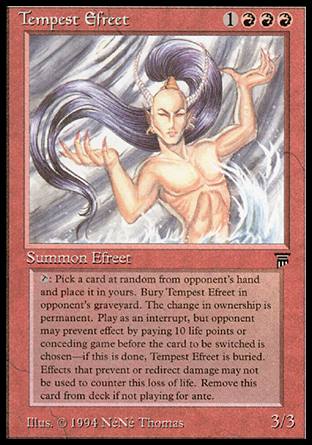 Tempest Efreet 1
Summon Efreet
: Pick a card at random from opponent's hand
and place it in yours. Bury Tempest Efreet in
opponent's graveyard. The change in ownership is
permanent. Play as an interrupt, but opponent
may prevent effect by paying 10 life points or
conceding game before the card to be switched is
chosen—if this is done, Tempest Efreet is buried.
Effects that prevent or redirect damage may
not be used to counter this loss of life. Remove this
card from deck if not playing for ante.
Illus. © 1994 NéNé Thomas 3/3